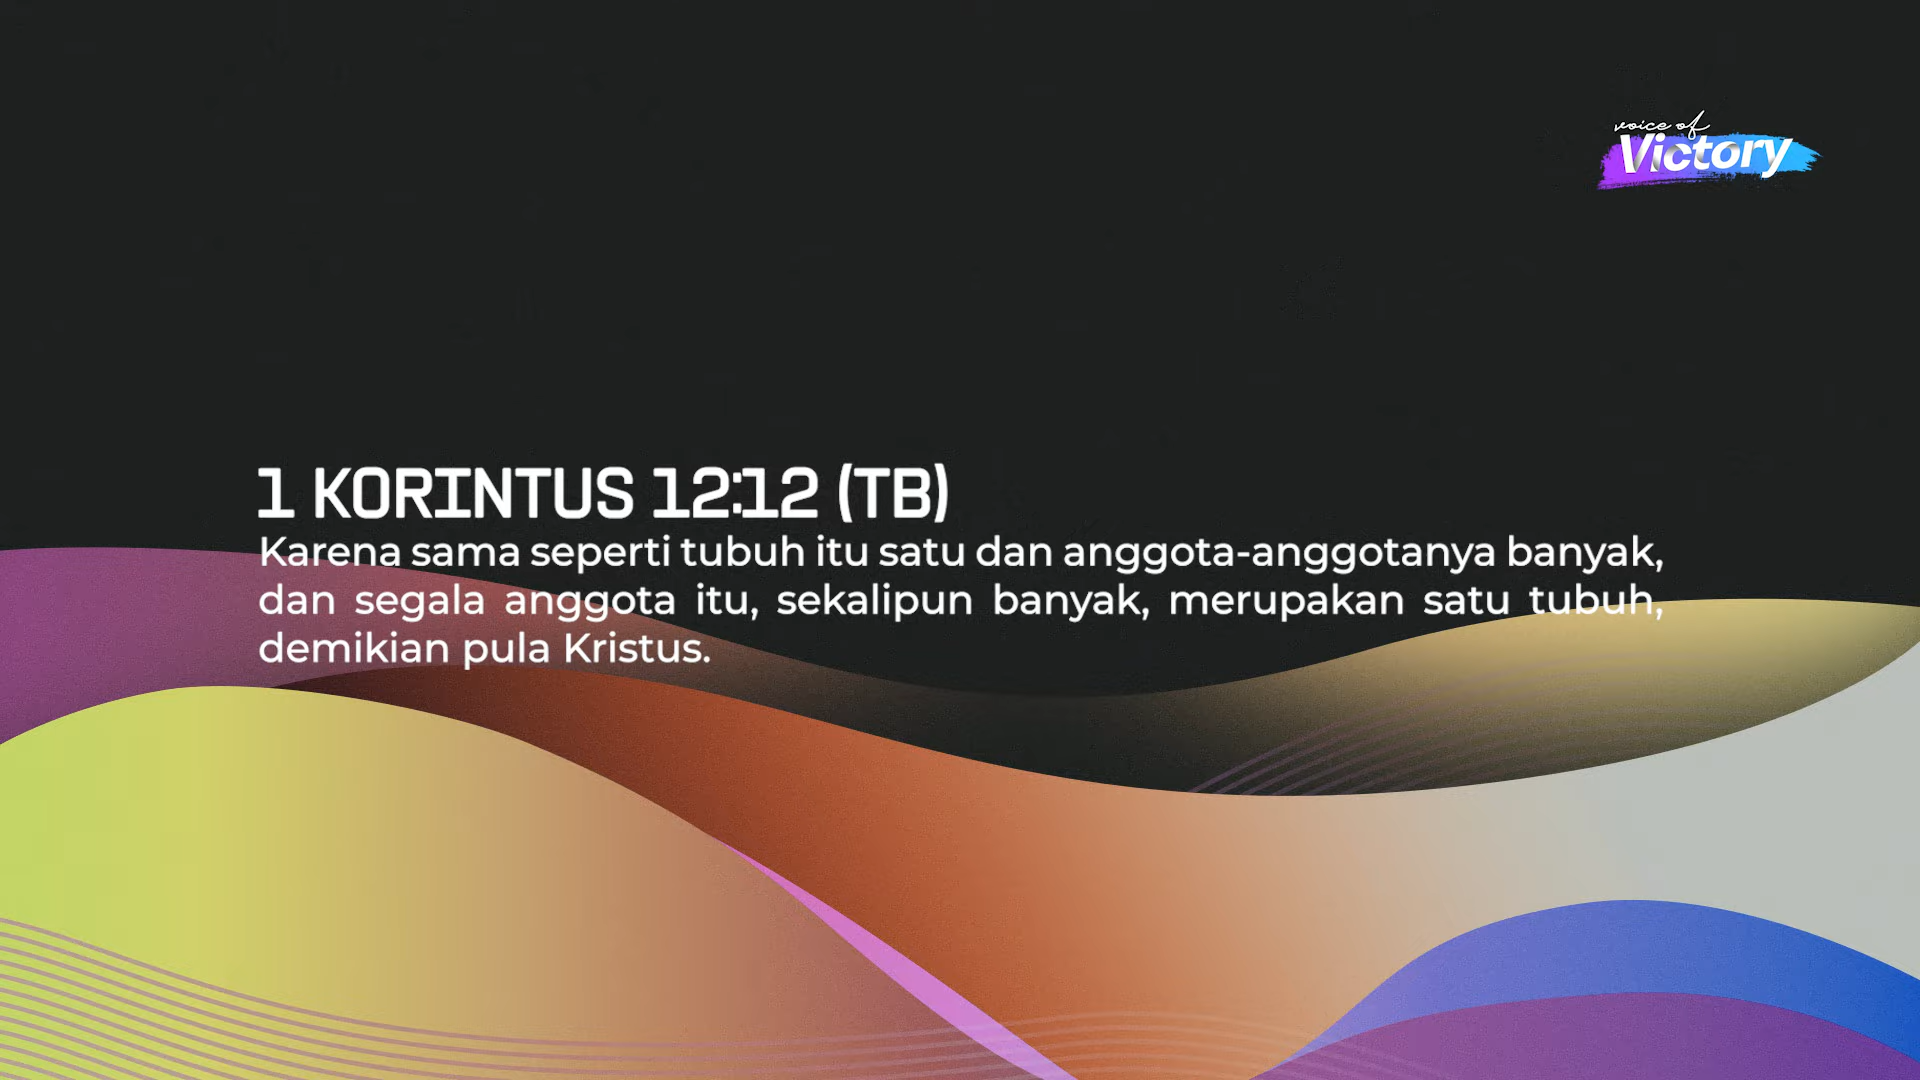 voice of
Victory
1 KORINTUS 12:12 (TB)
Karena sama seperti tubuh itu satu dan anggota-anggotanya banyak,
dan segala anggota itu, sekalipun banyak, merupakan satu tubuh,
demikian pula Kristus.